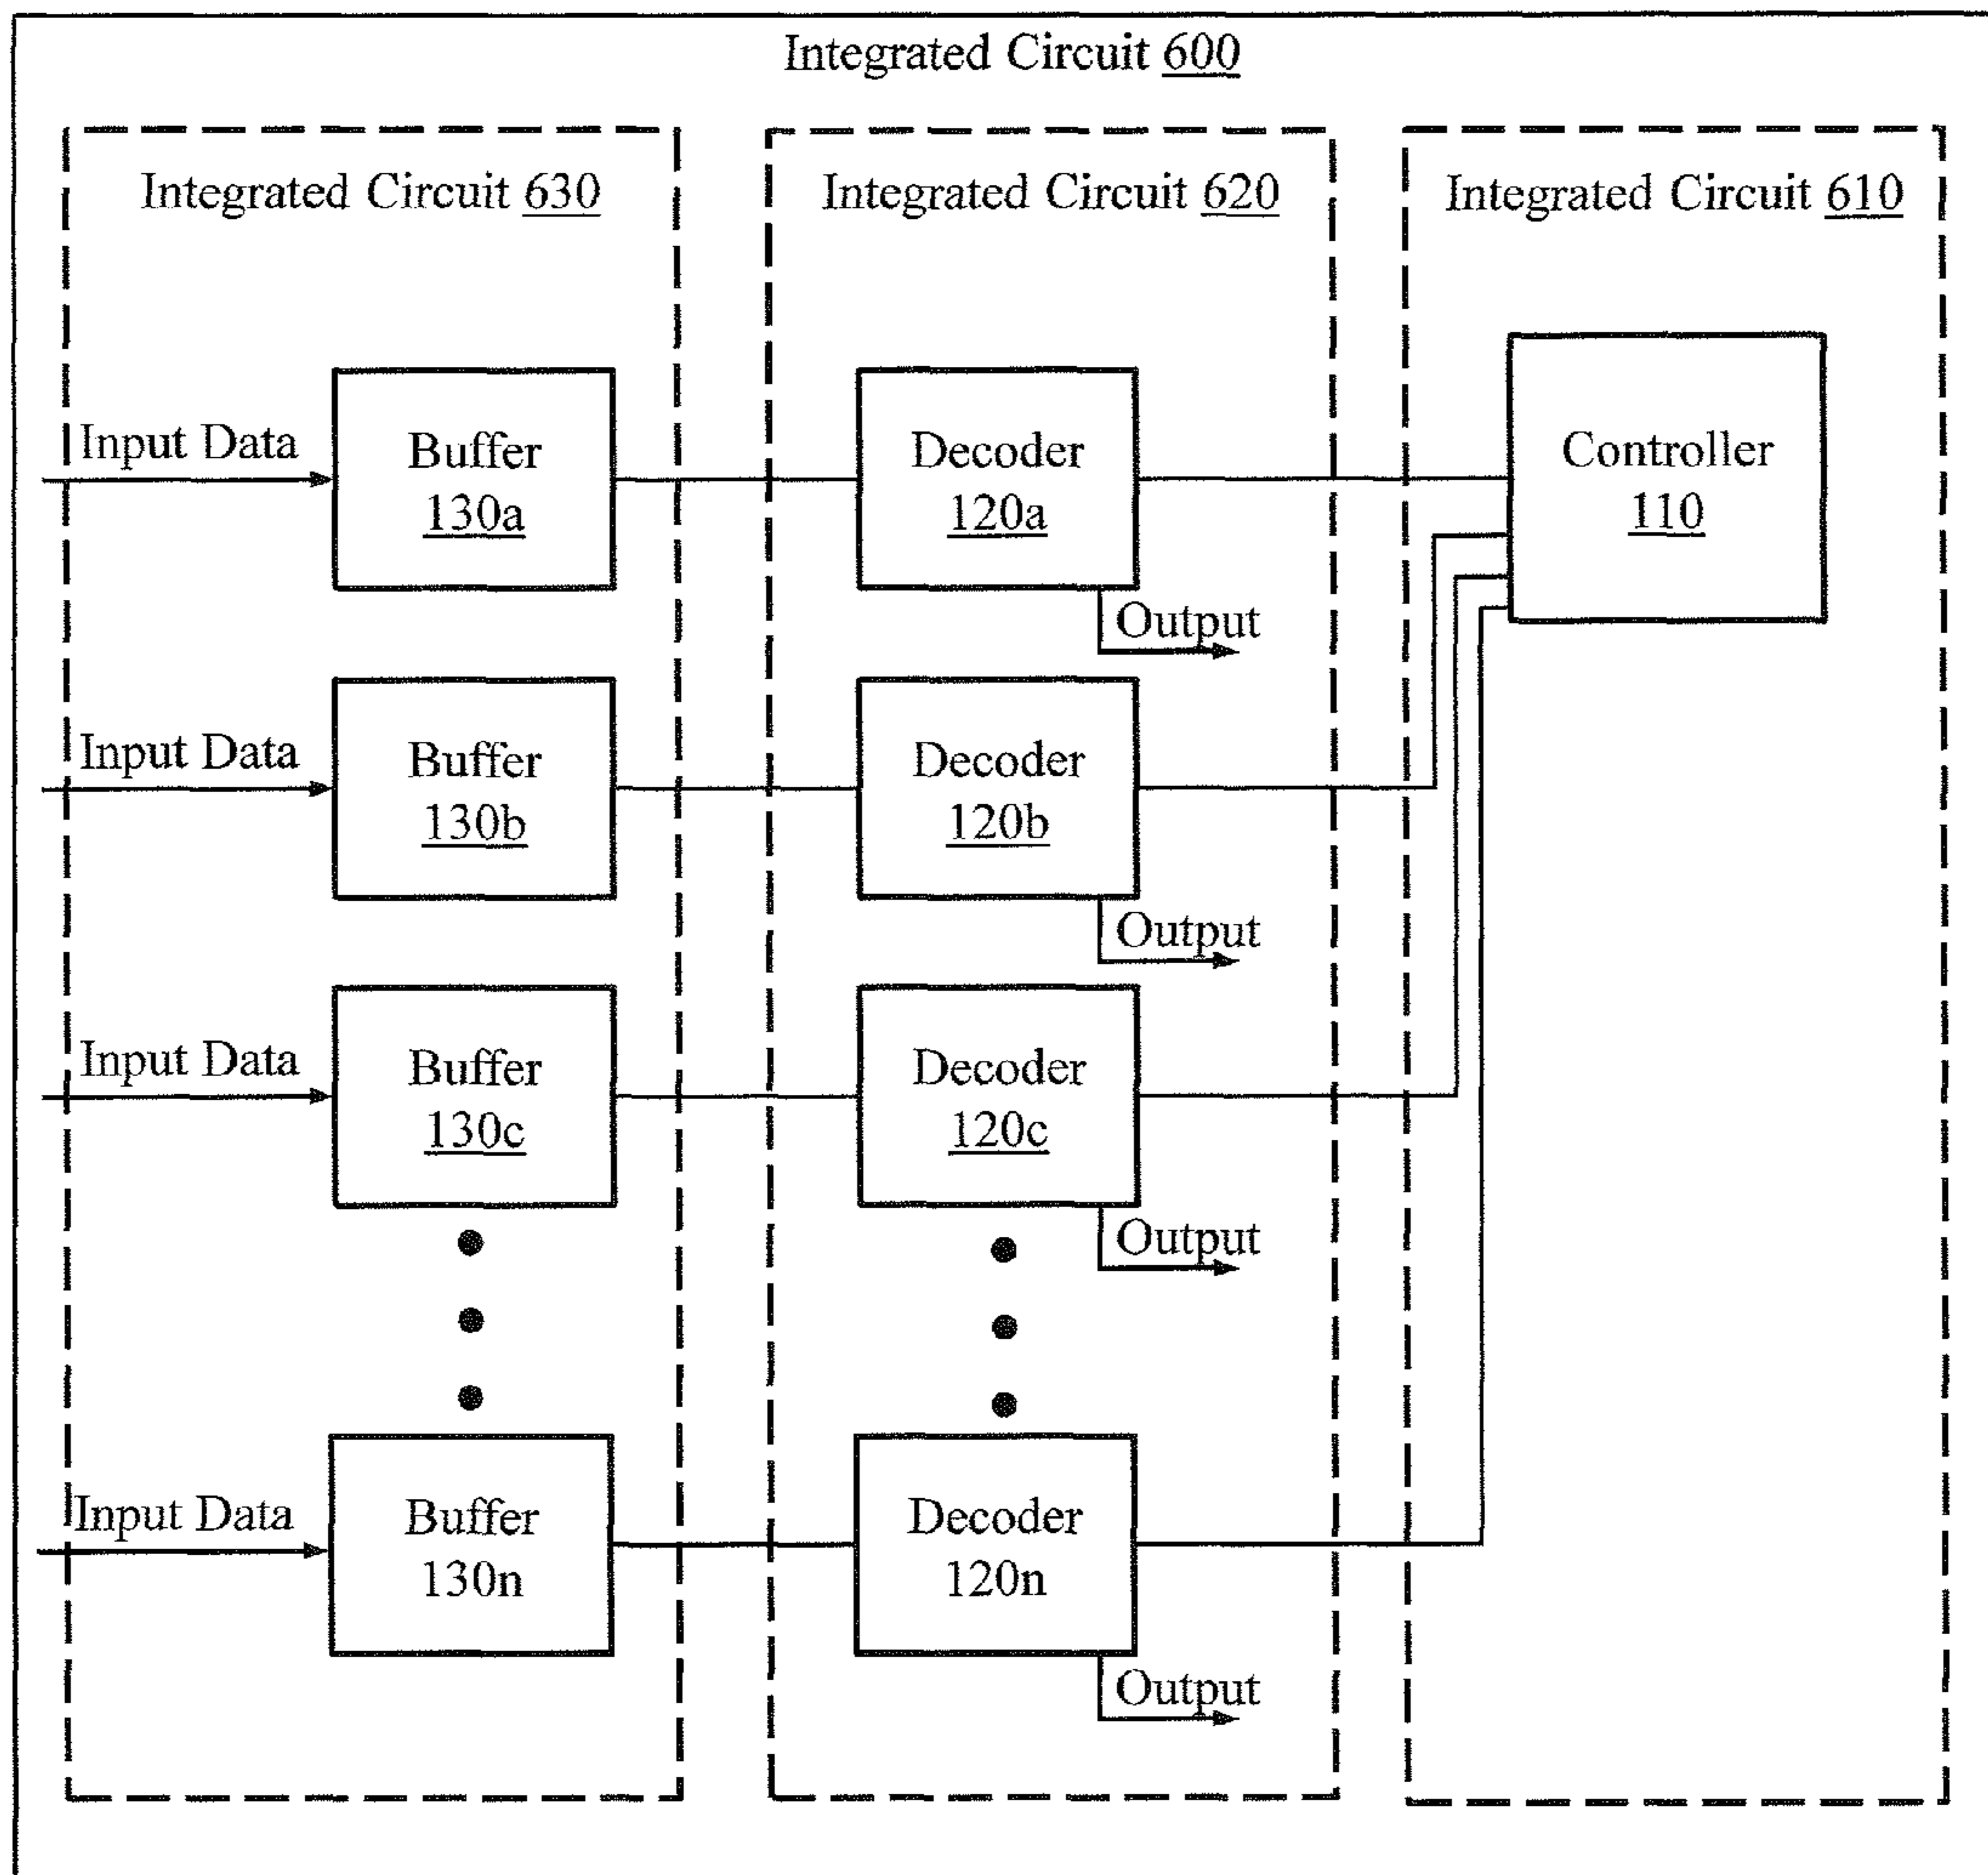 Integrated Circuit 600
Integrated Circuit 630
Integrated Circuit 620
Integrated Circuit 610
Input Data
Buffer
130a
Decoder
120a
Controller
110
Output
Input Data
Buffer
130b
Decoder
120b
Output
Input Data
Buffer
130c
Decoder
120c
Output
Input Data
Buffer
130n
Decoder
120n
Output